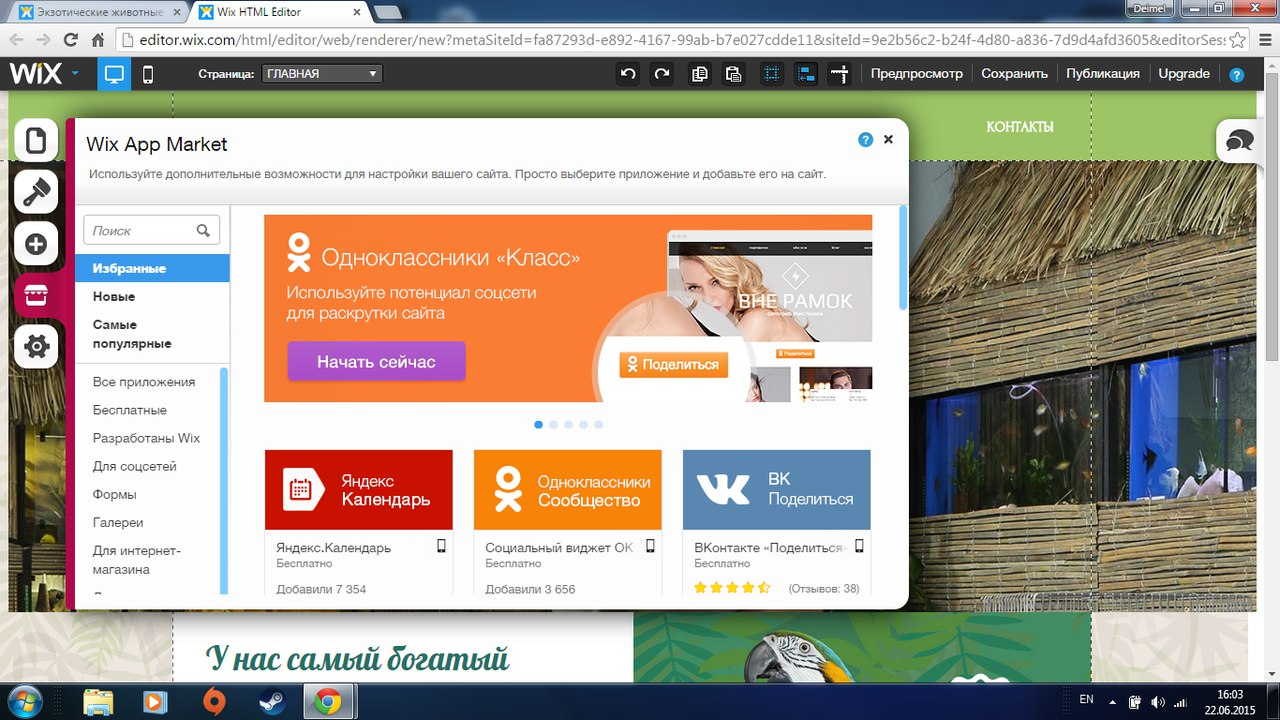 Экзотические животные
Wix HTML Editor
Deimei
editor.wix.com/html/editor/web/renderer/new?metaSiteId=fa87293d-e892-4167-99ab-b7e027cdde11&siteId=9e2b56c2-b24f-4d80-a836-7d9d4afd3605&editorSes
WiX
Страница:
ГЛАВНАЯ
Предпросмотр
Сохранить
Публикация
Upgrade
?
КОНТАКТЫ
Wix App Market
?
Используйте дополнительные возможности для настройки вашего сайта. Просто выберите приложение и добавьте его на сайт.
Поиск
Избранные
Новые
Самые
популярные
Все приложения
Бесплатные
Разработаны Wix
Для соцсетей
Формы
Галереи
Для интернет-
магазина
Одноклассники «Класс»
Используйте потенциал соцсети
для раскрутки сайта
Начать сейчас
ВНЕ РАМОК
Поделиться
Поделиться
Яндекс
Календарь
Яндекс.Календарь
Бесплатно
Добавили 7 354
Одноклассники
Сообщество
Социальный виджет ОК
Бесплатно
Добавили 3 656
ВК
Поделиться
ВКонтакте «Поделиться
Бесплатно
(Отзывов: 38)
У нас самый богатый
EN
16:03
22.06.2015